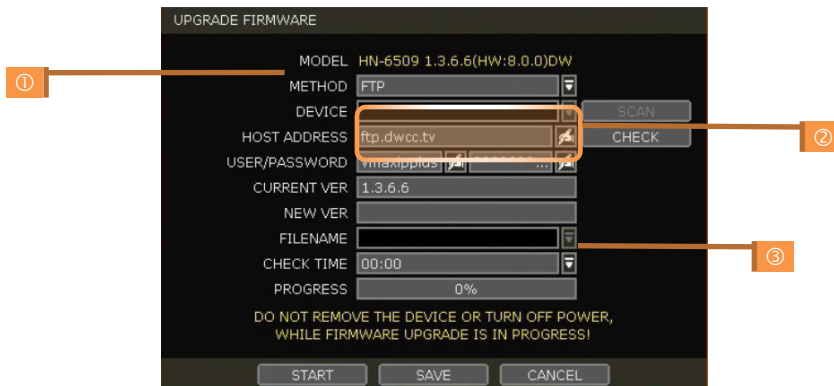 UPGRADE FIRMWARE
MODEL HN-6509 1.3.6.6(HW:8.0.0)DW
① METHOD FTP
DEVICE SCAN
HOST ADDRESS ftp.dwcc.tv CHECK ②
USER/PASSWORD vmaxipplus
CURRENT VER 1.3.6.6
NEW VER
FILENAME
③
CHECK TIME 00:00
PROGRESS 0%
DO NOT REMOVE THE DEVICE OR TURN OFF POWER,
WHILE FIRMWARE UPGRADE IS IN PROGRESS!
START SAVE CANCEL